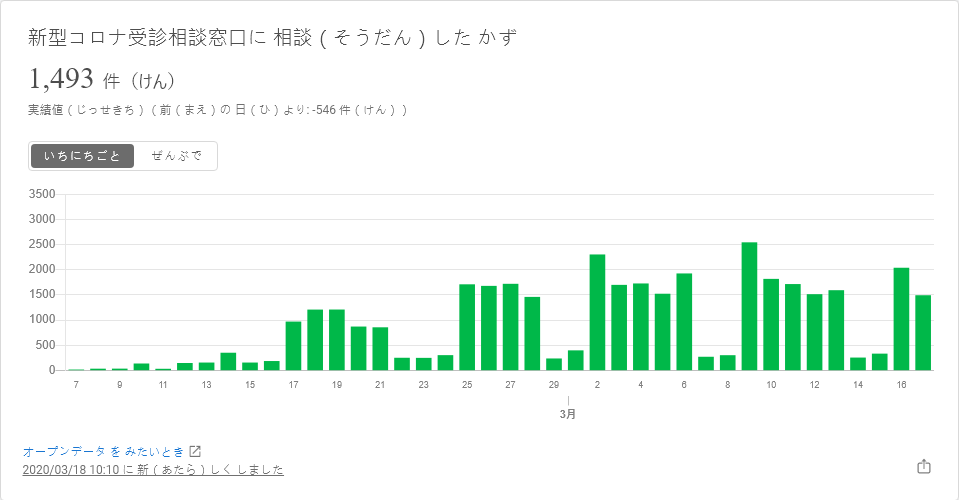 新型コロナ受診相談窓口に 相談 ( そうだん ) した かず
1,493 件（けん）
実績値 ( じっせきち ) ( 前 ( まえ ) の 日 ( ひ ) より: -546 件 ( けん ) )
いちにちごと ぜんぶで
3500
3000
2500
2000
1500
1000
500
0
7 9 11 13 15 17 19 21 23 25 27 29 2 4 6 8 10 12 14 16
3月
オープンデータ を みたいとき
2020/03/18 10:10 に 新 ( あたら ) しく しました